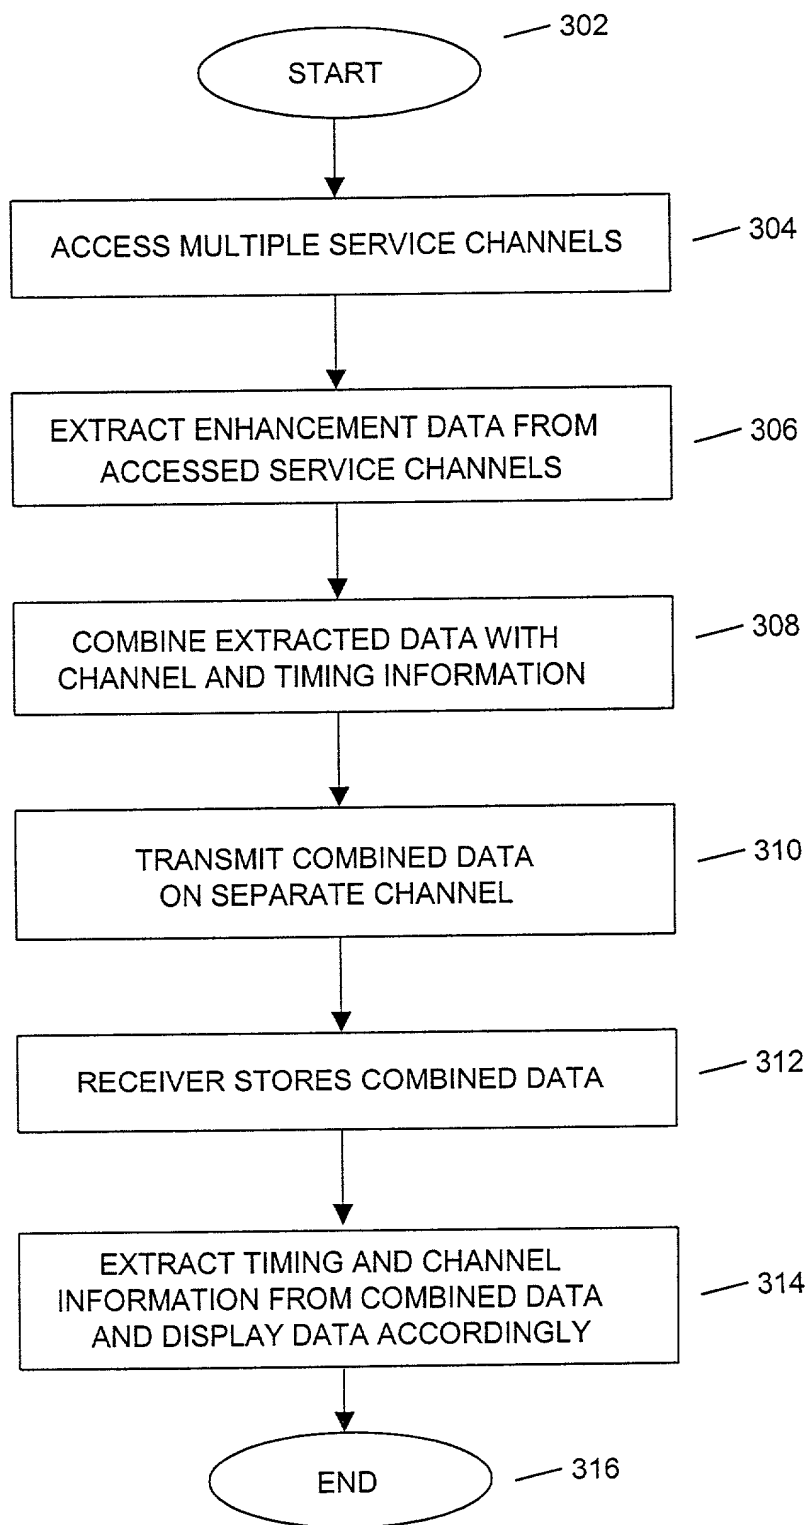 302
START
ACCESS MULTIPLE SERVICE CHANNELS
304
EXTRACT ENHANCEMENT DATA FROM
ACCESSED SERVICE CHANNELS
306
COMBINE EXTRACTED DATA WITH
CHANNEL AND TIMING INFORMATION
308
TRANSMIT COMBINED DATA
ON SEPARATE CHANNEL
310
RECEIVER STORES COMBINED DATA
312
EXTRACT TIMING AND CHANNEL
INFORMATION FROM COMBINED DATA
AND DISPLAY DATA ACCORDINGLY
314
END
316